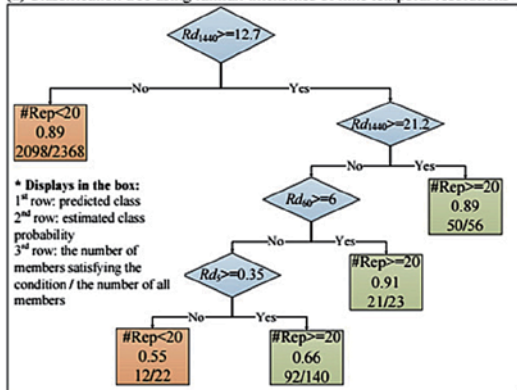 Rd1440>=12.7
No
Yes
#Rep<20
0.89
2098/2368
Rd1440>=21.2
No
Yes
* Displays in the box:
1st row: predicted class
2nd row: estimated class
probability
3rd row: the number of
members satisfying the
condition / the number of all
members
Rd60>=6
#Rep>=20
0.89
50/56
No
Yes
Rd5>=0.35
#Rep>=20
0.91
21/23
No
Yes
#Rep<20
0.55
12/22
#Rep>=20
0.66
92/140